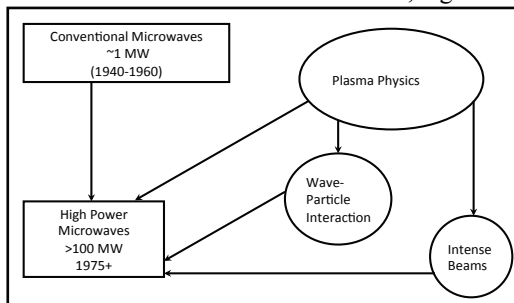 Conventional Microwaves
~1 MW
(1940-1960)
Plasma Physics
Wave-
Particle
Interaction
High Power
Microwaves
>100 MW
1975+
Intense
Beams